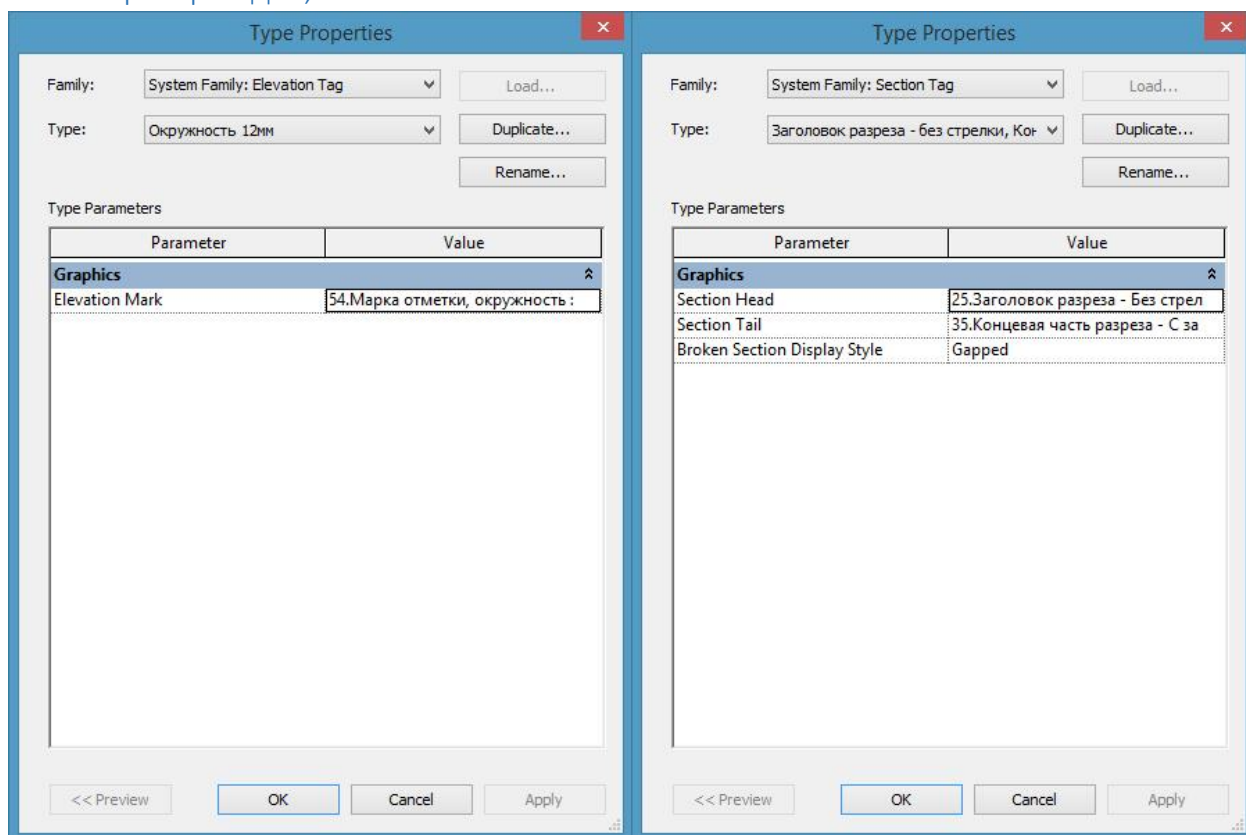 Type Properties
Family:
System Family: Elevation Tag
Load...
Type:
Окружность 12мм
Duplicate...
Rename...
Type Parameters
Parameter
Value
Graphics
Elevation Mark
54.Марка отметки, окружность :
<< Preview
OK
Cancel
Apply
Type Properties
Family:
System Family: Section Tag
Load...
Type:
Заголовок разреза - без стрелки, Кон
Duplicate...
Rename...
Type Parameters
Parameter
Value
Graphics
Section Head
25.Заголовок разреза - Без стрел
Section Tail
35.Концевая часть разреза - С за
Broken Section Display Style
Gapped
<< Preview
OK
Cancel
Apply